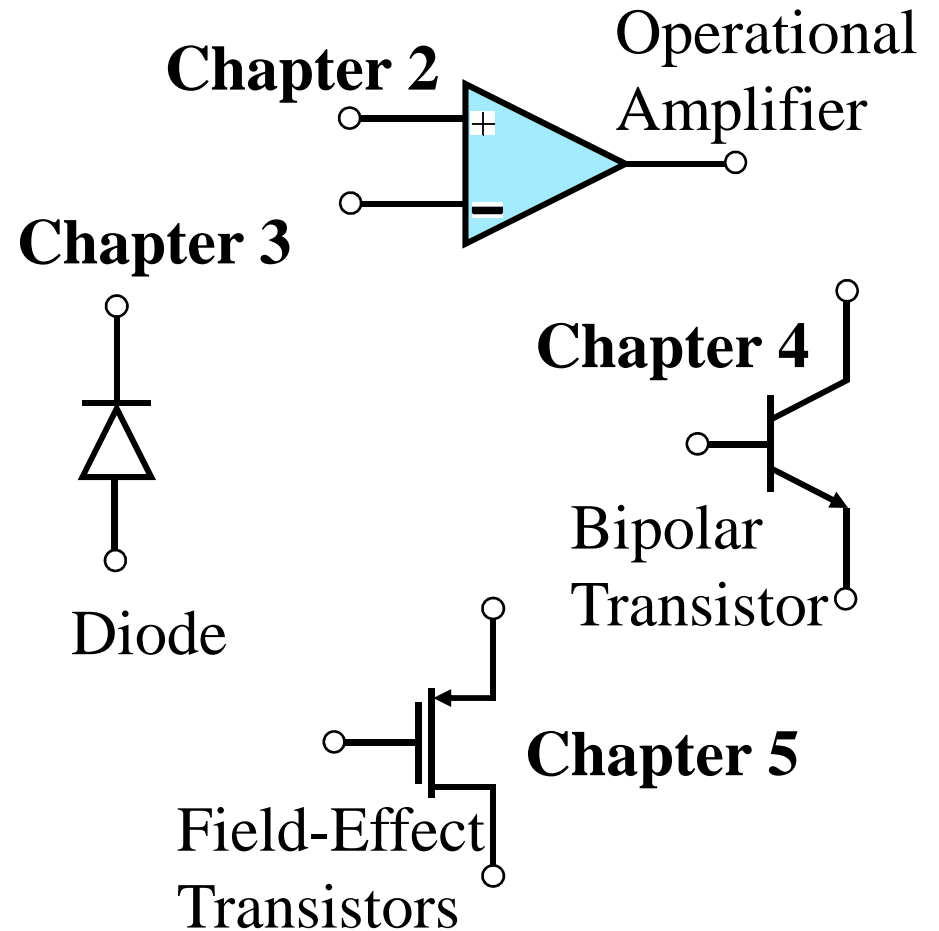 Operational
Amplifier
Chapter 2
+
−
Chapter 3
Chapter 4
Bipolar
Transistor
Diode
Chapter 5
Field-Effect
Transistors